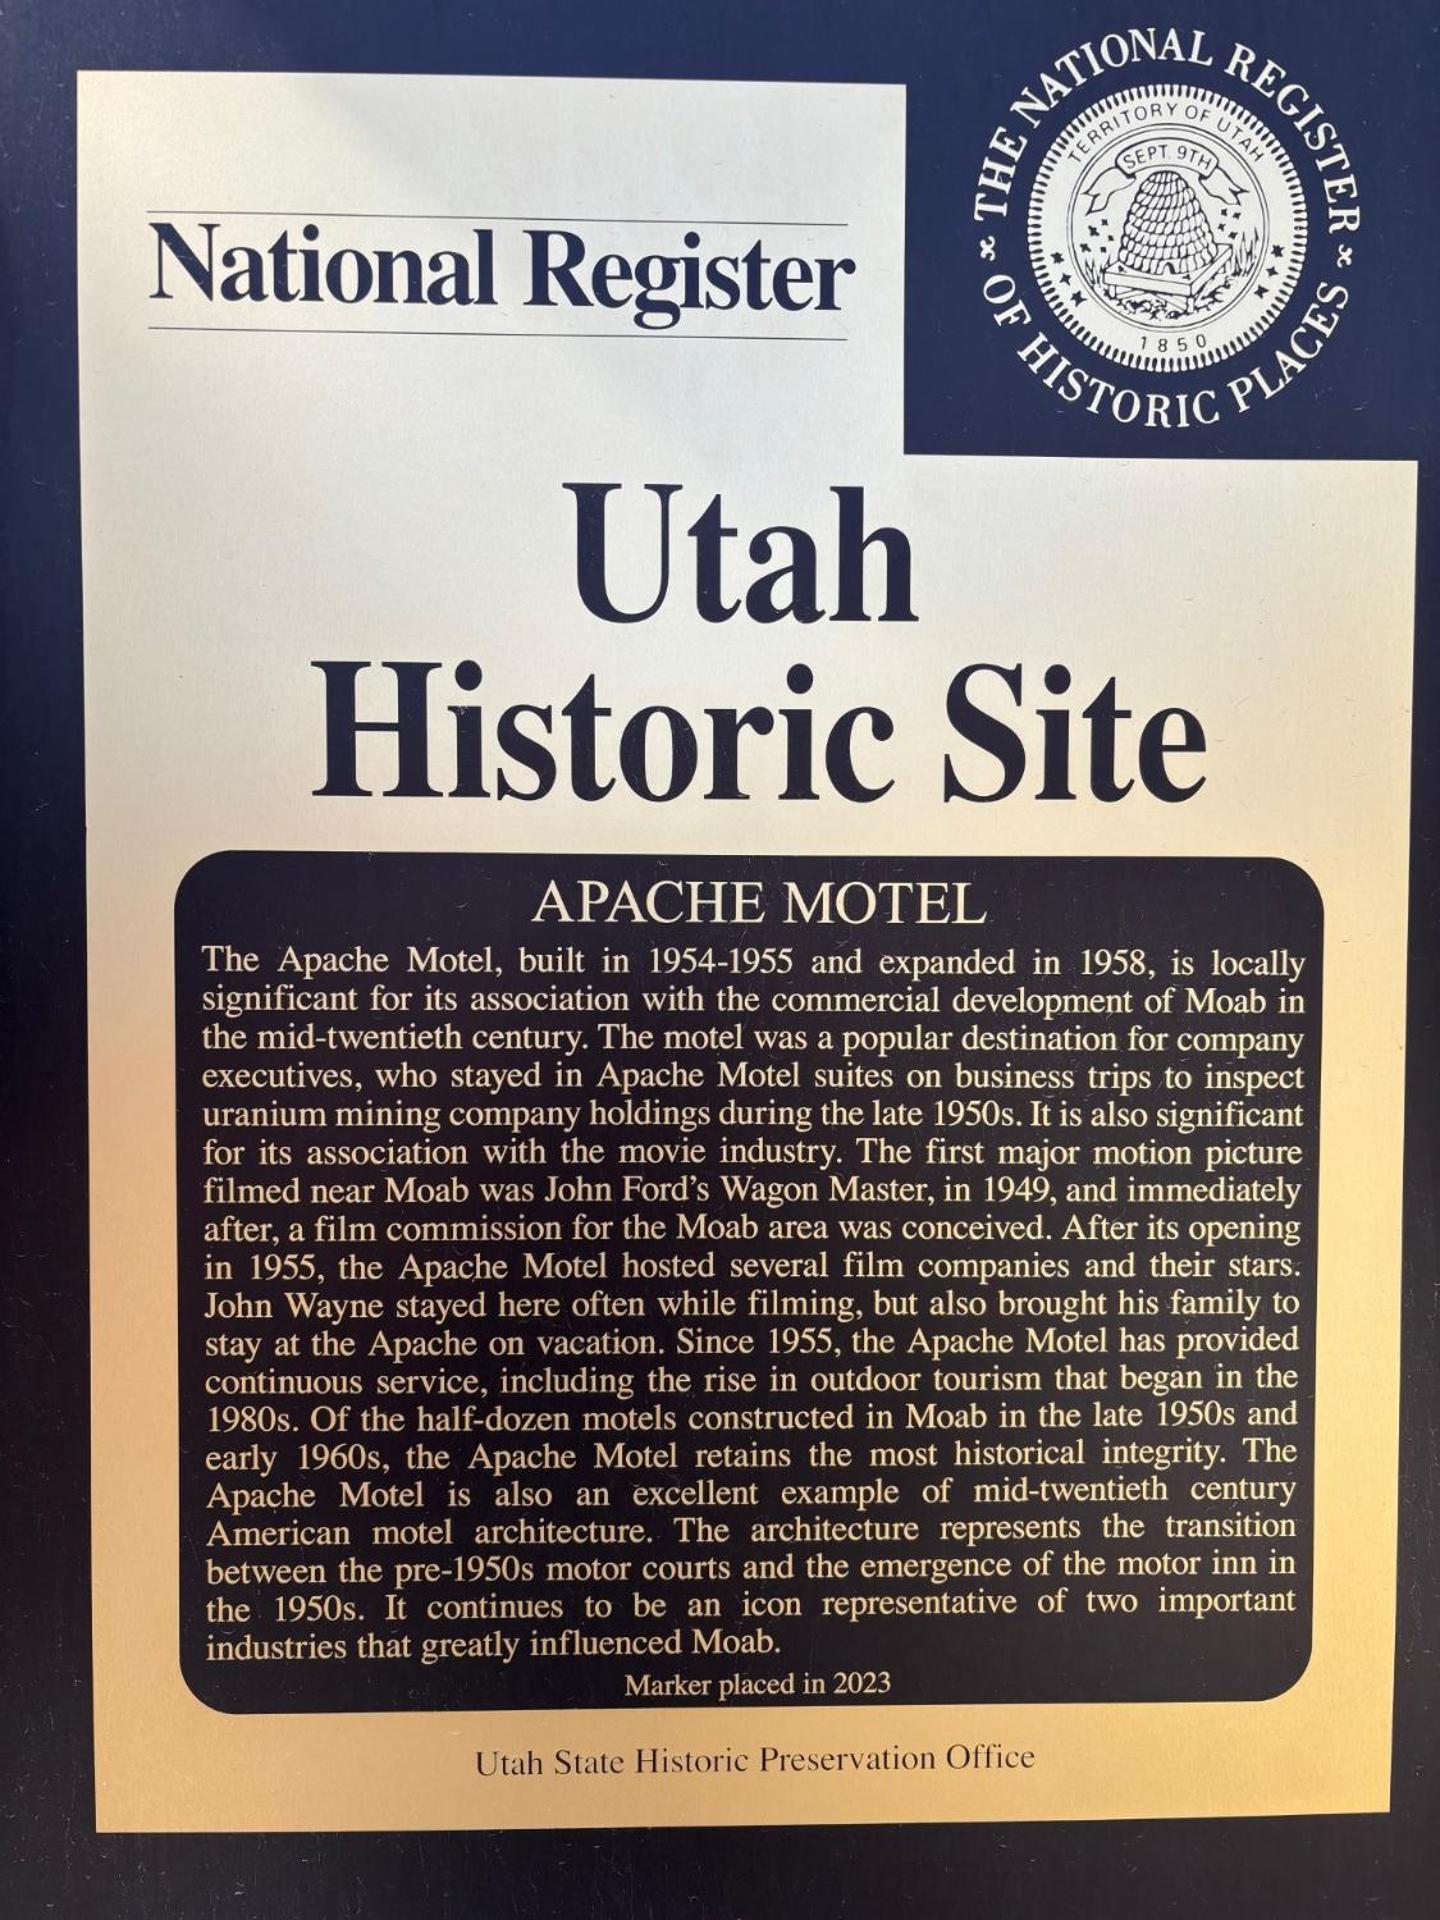 THE NATIONAL REGISTER
OF HISTORIC PLACES
TERRITORY OF UTAH
SEPT. 9TH
1850
National Register
Utah
Historic Site
APACHE MOTEL
The Apache Motel, built in 1954-1955 and expanded in 1958, is locally
significant for its association with the commercial development of Moab in
the mid-twentieth century. The motel was a popular destination for company
executives, who stayed in Apache Motel suites on business trips to inspect
uranium mining company holdings during the late 1950s. It is also significant
for its association with the movie industry. The first major motion picture
filmed near Moab was John Ford's Wagon Master, in 1949, and immediately
after, a film commission for the Moab area was conceived. After its opening
in 1955, the Apache Motel hosted several film companies and their stars.
John Wayne stayed here often while filming, but also brought his family to
stay at the Apache on vacation. Since 1955, the Apache Motel has provided
continuous service, including the rise in outdoor tourism that began in the
1980s. Of the half-dozen motels constructed in Moab in the late 1950s and
early 1960s, the Apache Motel retains the most historical integrity. The
Apache Motel is also an excellent example of mid-twentieth century
American motel architecture. The architecture represents the transition
between the pre-1950s motor courts and the emergence of the motor inn in
the 1950s. It continues to be an icon representative of two important
industries that greatly influenced Moab.
Marker placed in 2023
Utah State Historic Preservation Office